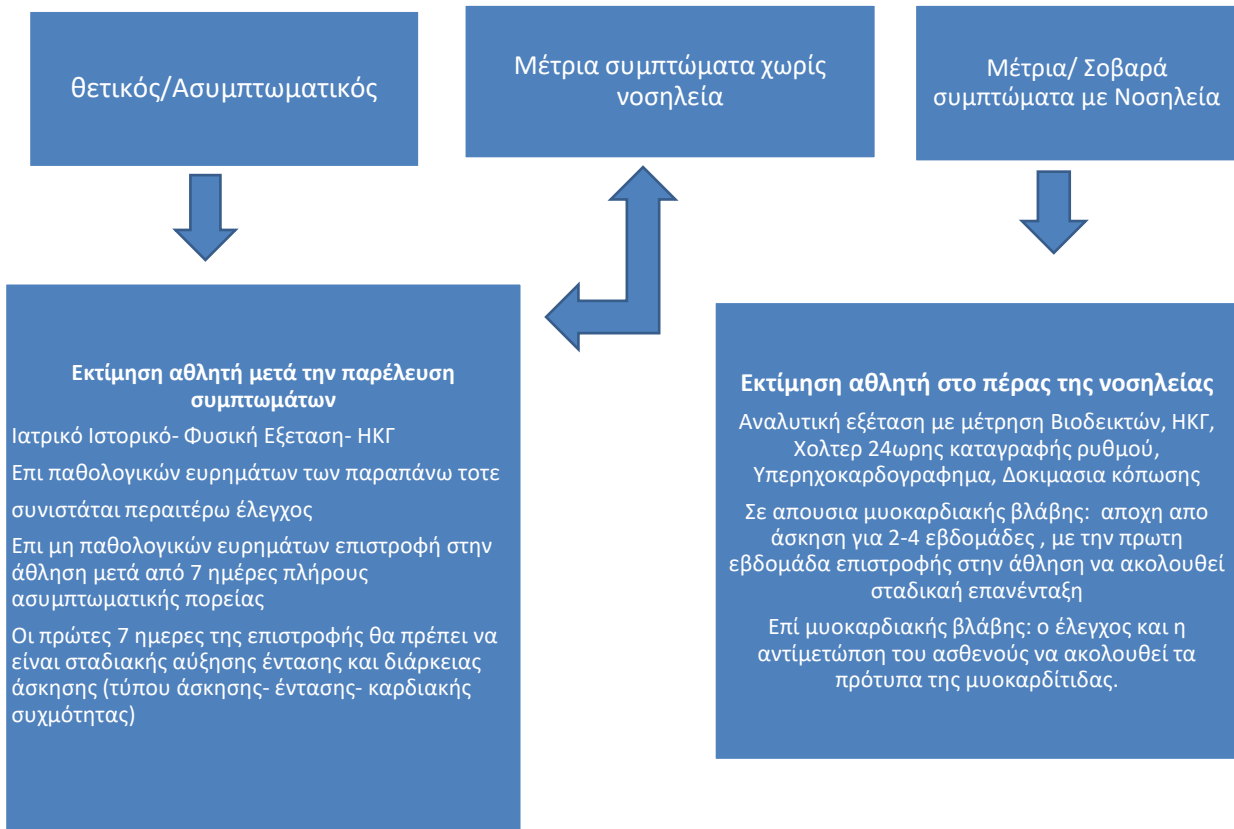 θετικός/Ασυμπτωματικός
Μέτρια συμπτώματα χωρίς
νοσηλεία
Μέτρια/ Σοβαρά
συμπτώματα με Νοσηλεία
Εκτίμηση αθλητή μετά την παρέλευση
συμπτωμάτων
Ιατρικό Ιστορικό- Φυσική Εξεταση- ΗΚΓ
Επι παθολογικών ευρημάτων των παραπάνω τοτε
συνιστάται περαιτέρω έλεγχος
Επι μη παθολογικών ευρημάτων επιστροφή στην
άθληση μετά από 7 ημέρες πλήρους
ασυμπτωματικής πορείας
Οι πρώτες 7 ημερες της επιστροφής θα πρέπει να
είναι σταδιακής αύξησης έντασης και διάρκειας
άσκησης (τύπου άσκησης- έντασης- καρδιακής
συχμότητας)
Εκτίμηση αθλητή στο πέρας της νοσηλείας
Αναλυτική εξέταση με μέτρηση Βιοδεικτών, ΗΚΓ,
Χολτερ 24ωρης καταγραφής ρυθμού,
Υπερηχοκαρδογραφημα, Δοκιμασια κόπωσης
Σε απουσια μυοκαρδιακής βλάβης: αποχη απο
άσκηση για 2-4 εβδομάδες , με την πρωτη
εβδομάδα επιστροφής στην άθληση να ακολουθεί
σταδικαή επανένταξη
Επί μυοκαρδιακής βλάβης: ο έλεγχος και η
αντίμετώπση του ασθενούς να ακολουθεί τα
πρότυπα της μυοκαρδίτιδας.